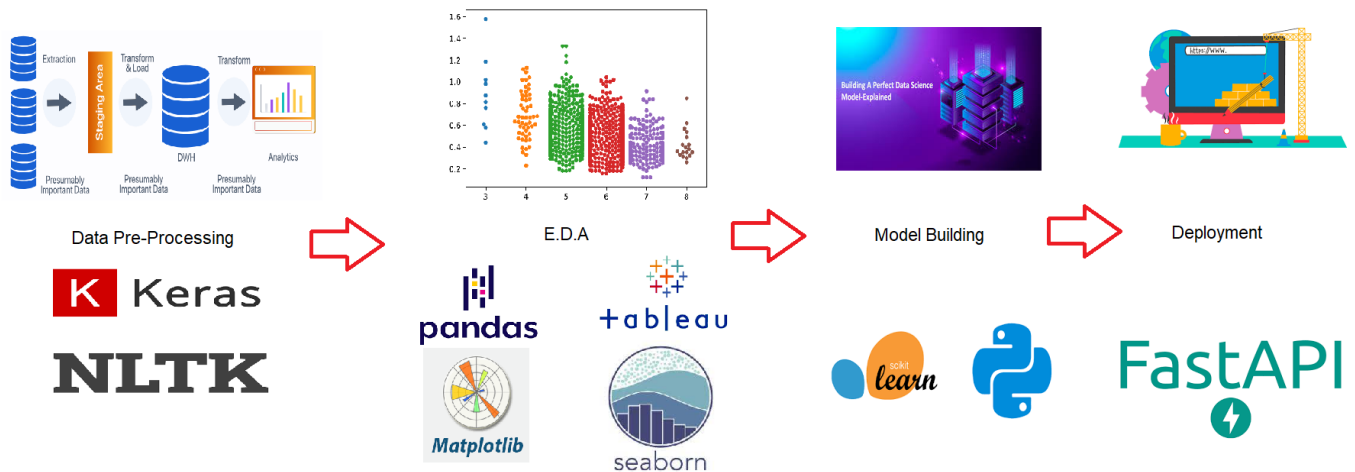 Extraction
Staging Area
Transform
& Load
DWH
Transform
Analytics
Presumably
Important Data
Presumably
Important Data
Presumably
Important Data
1.6
1.4
1.2
1.0
0.8
0.6
0.4
0.2
3 4 5 6 7 8
Building A Perfect Data Science
Model-Explained
https://www.
Data Pre-Processing
E.D.A
Model Building
Deployment
K Keras
NLTK
pandas
+ableau
Matplotlib
seaborn
scikit
learn
FastAPI